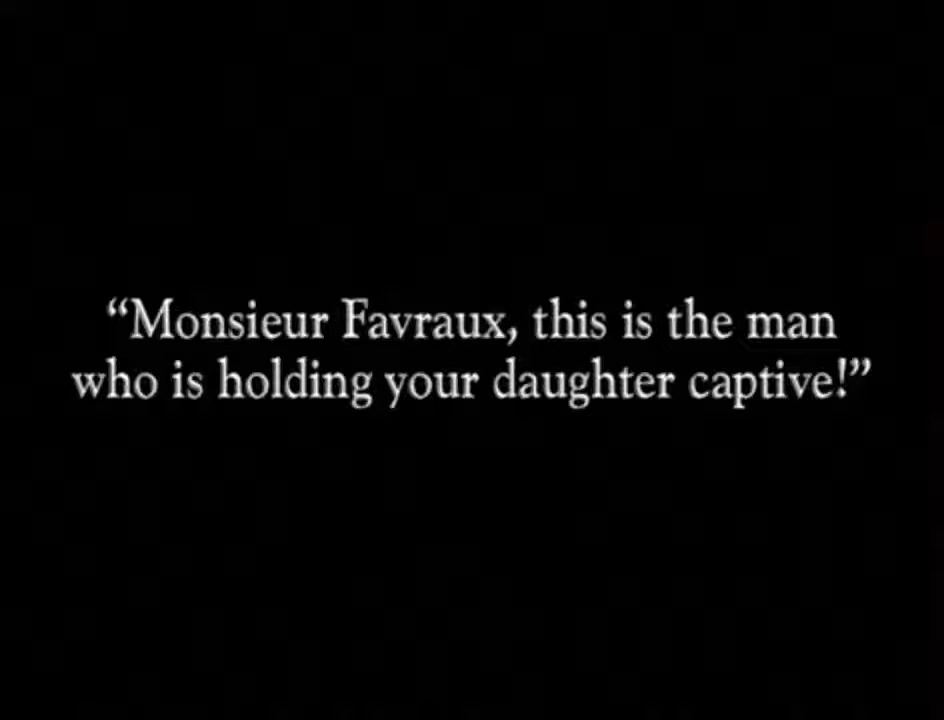 “Monsieur Favraux, this is the man
who is holding your daughter captive!”